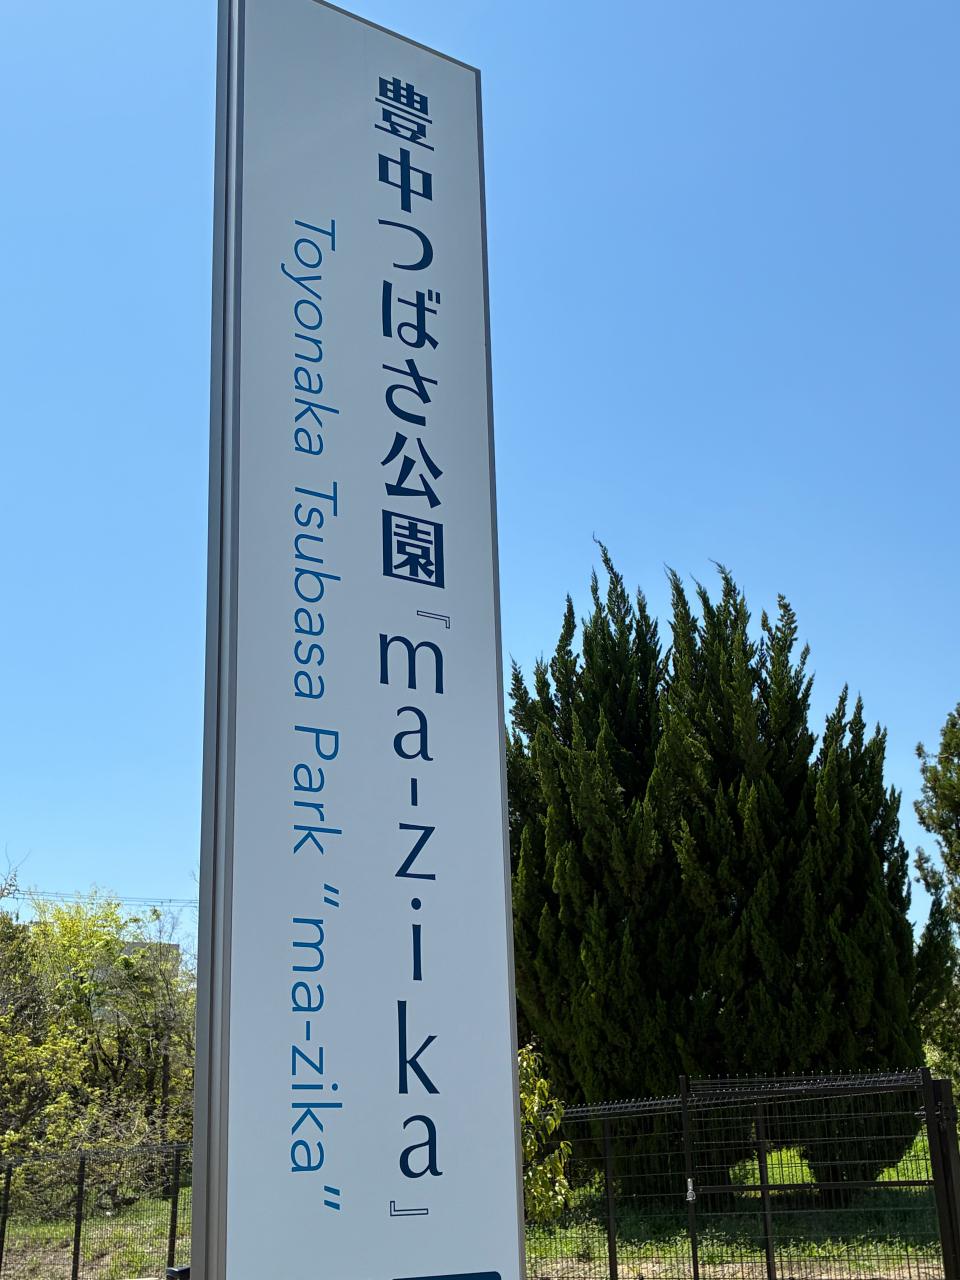 豊中つばさ公園『ma-zika』
Toyonaka Tsubasa Park "ma-zika"